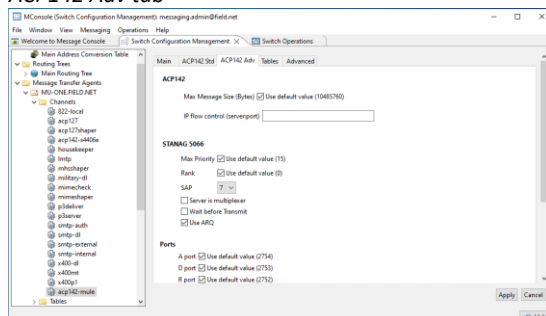 ACP142 Adv tab
MConsole (Switch Configuration Management): messaging.admin@field.net
File Window View Messaging Operations Help
Welcome to Message Console Switch Configuration Management Switch Operations
Main Address Conversion Table
Routing Trees
Main Routing Tree
Message Transfer Agents
MU-ONE.FIELD.NET
Channels
822-local
acp127
acp127shaper
acp142-s4406e
housekeeper
lmtp
mhsshaper
military-dl
mimecheck
mimeshaper
p3deliver
p3server
smtp-auth
smtp-dl
smtp-external
smtp-internal
x400-dl
x400mt
x400p1
acp142-mule
Tables
Main ACP142 Std ACP142 Adv Tables Advanced
ACP142
Max Message Size (Bytes) Use default value (10485760)
IP flow control (server:port)
STANAG 5066
Max Priority Use default value (15)
Rank Use default value (0)
SAP 7
Server is multiplexer
Wait before Transmit
Use ARQ
Ports
A port Use default value (2754)
D port Use default value (2753)
R port Use default value (2752)
Apply Cancel